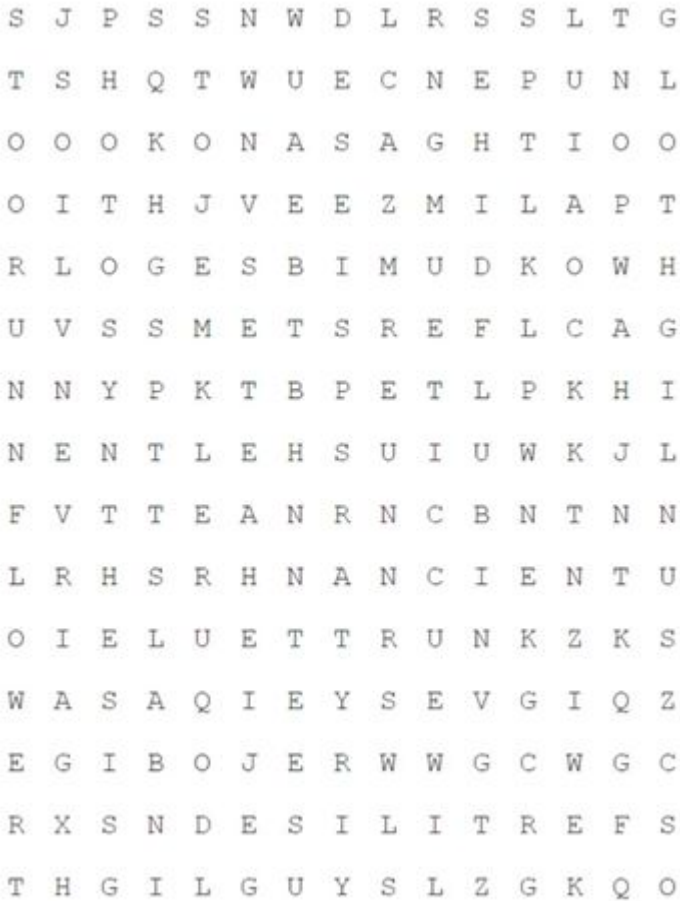 S J P S S N W D L R S S L T G
T S H Q T W U E C N E P U N L
O O O K O N A S A G H T I O O
O I T H J V E E Z M I L A P T
R L O G E S B I M U D K O W H
U V S S M E T S R E F L C A G
N N Y P K T B P E T L P K H I
N E N T L E H S U I U W K J L
F V T T E A N R N C B N T N N
L R H S R H N A N C I E N T U
O I E L U E T T R U N K Z K S
W A S A Q I E Y S E V G I Q Z
E G I B O J E R W W G C W G C
R X S N D E S I L I T R E F S
T H G I L G U Y S L Z G K Q O